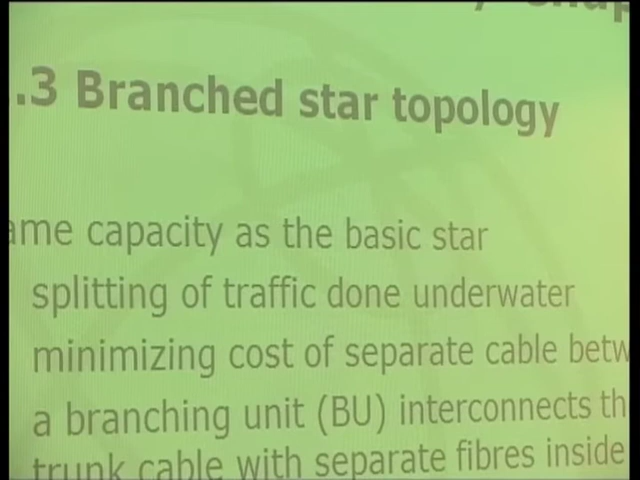 .3 Branched star topology
ame capacity as the basic star
splitting of traffic done underwater
minimizing cost of separate cable betw
a branching unit (BU) interconnects th
trunk cable with separate fibres inside